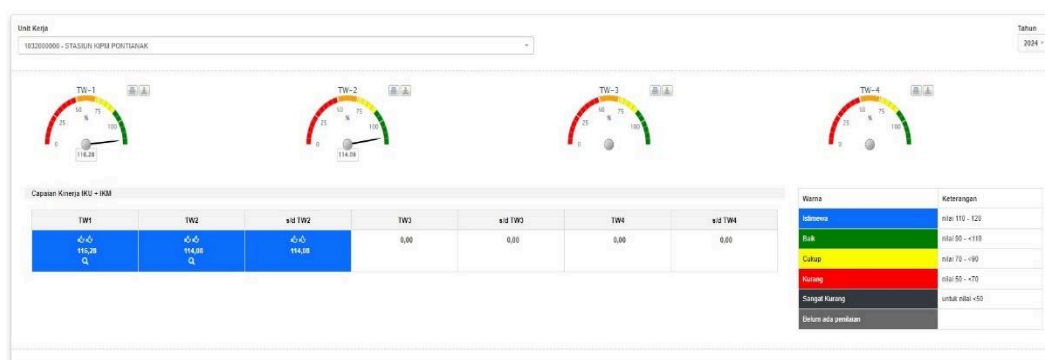 Unit Kerja
Tahun
1032000000 - STASIUN KIPM PONTIANAK
2024
TW-1
0 25 50 75 100
%
TW-2
0 25 50 75 100
%
114.08
TW-3
0 25 50 75 100
%
TW-4
0 25 50 75 100
%
Capaian Kinerja IKU + IKM
TW1 TW2 s/d TW2 TW3 s/d TW3 TW4 s/d TW4
114,08 114,08 0,00 0,00 0,00 0,00
Warna Keterangan
Istimewa nilai 110 - 120
Baik nilai 90 - <110
Cukup nilai 70 - <90
Kurang nilai 50 - <70
Sangat Kurang untuk nilai <50
Belum ada penilaian